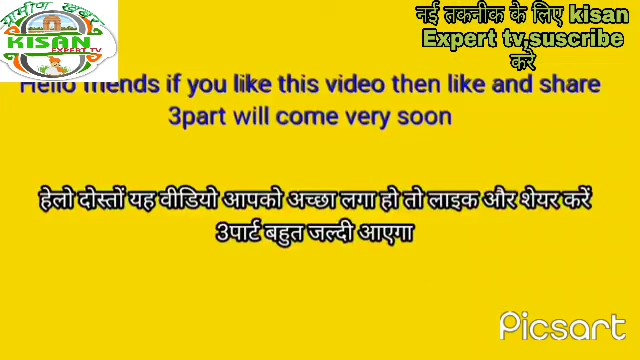 ग्रामीण खबर
KISAN
EXPERT TV
नई तकनीक के लिए kisan
Expert tv,suscribe
करे
Hello friends if you like this video then like and share
3part will come very soon
हेलो दोस्तों यह वीडियो आपको अच्छा लगा हो तो लाइक और शेयर करें
3पार्ट बहुत जल्दी आएगा
Picsart